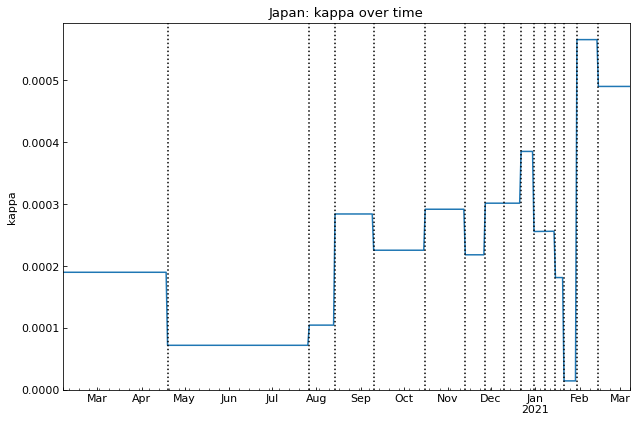 Japan: kappa over time
kappa
0.0005
0.0004
0.0003
0.0002
0.0001
0.0000
Mar Apr May Jun Jul Aug Sep Oct Nov Dec Jan Feb Mar
2021